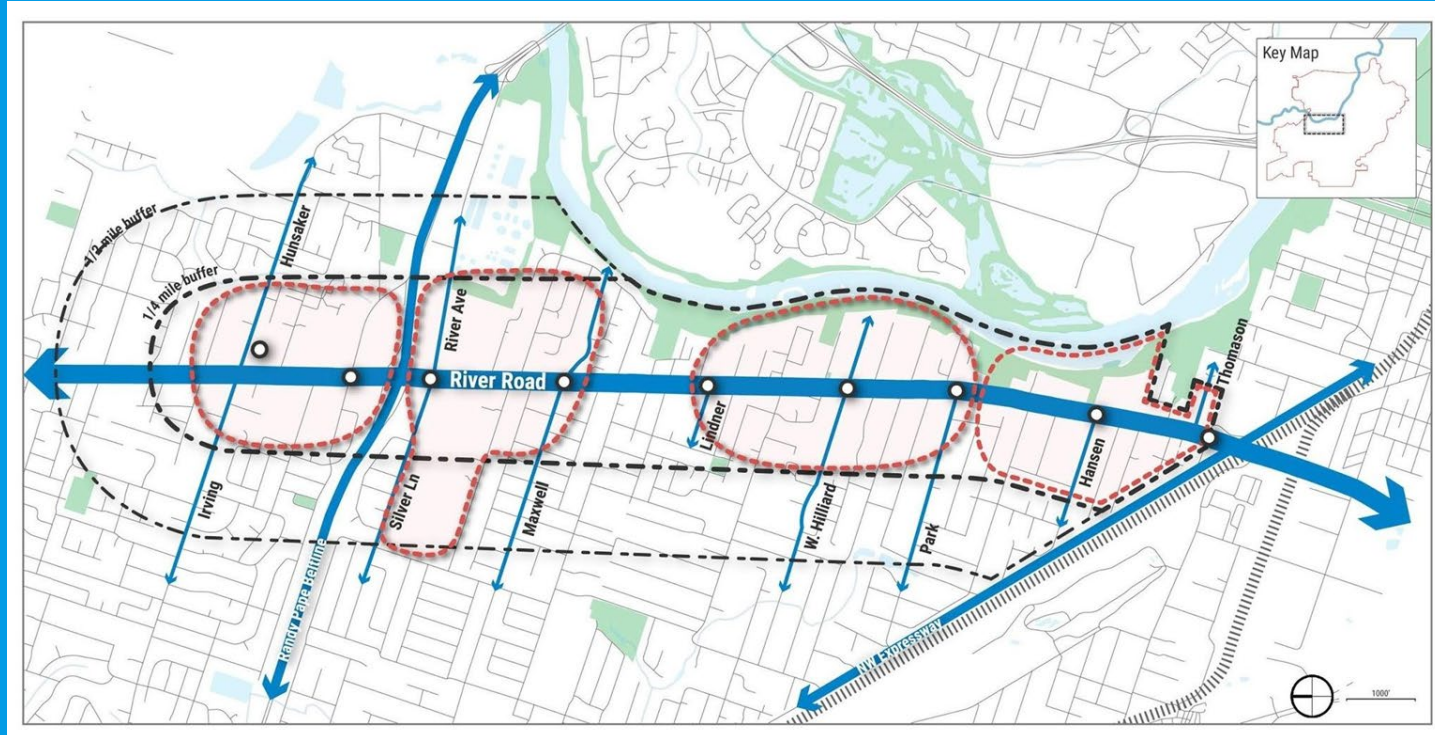 Key Map
1/2 mile buffer
Hunsaker
1/4 mile buffer
River Ave
Thomason
River Road
Lindner
Hansen
Irving
Silver Ln
Maxwell
W. Hilliard
Park
Randy Pape Beltline
NW Expressway
1000'